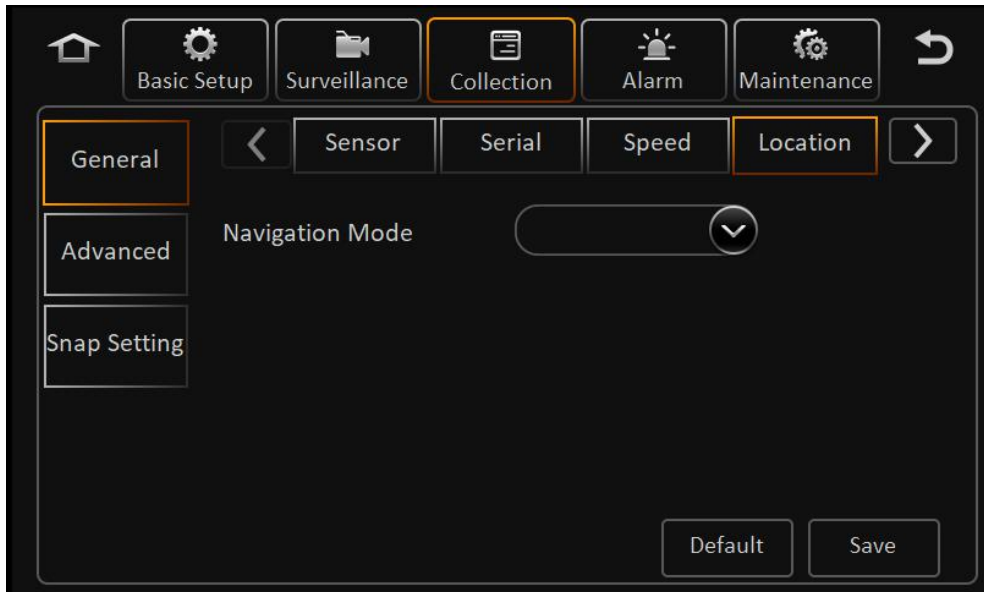 Basic Setup
Surveillance
Collection
Alarm
Maintenance
General
Sensor
Serial
Speed
Location
Advanced
Navigation Mode
Snap Setting
Default
Save